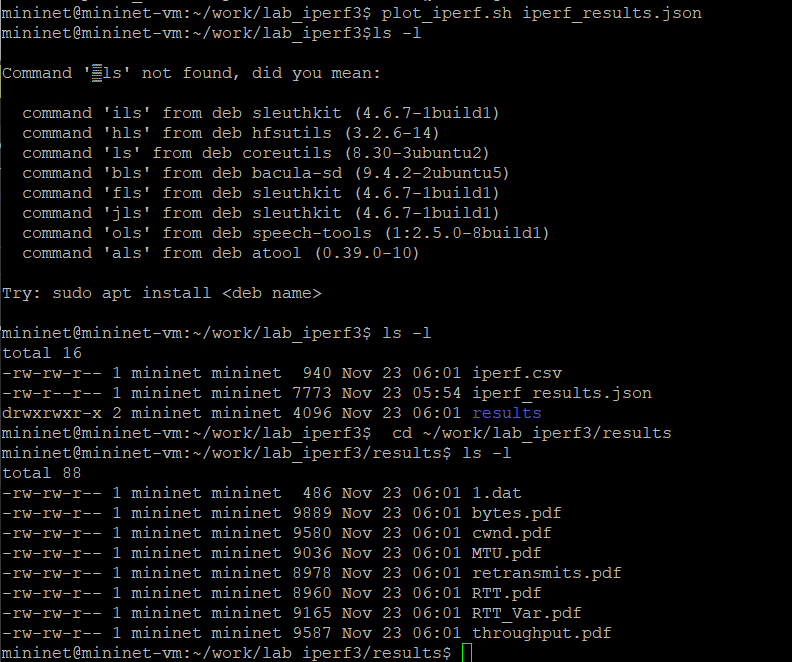 mininet@mininet-vm:~/work/lab_iperf3$ plot_iperf.sh iperf_results.json
mininet@mininet-vm:~/work/lab_iperf3$ls -l
Command '▒ls' not found, did you mean:
command 'ils' from deb sleuthkit (4.6.7-1build1)
command 'hls' from deb hfsutils (3.2.6-14)
command 'ls' from deb coreutils (8.30-3ubuntu2)
command 'bls' from deb bacula-sd (9.4.2-2ubuntu5)
command 'fls' from deb sleuthkit (4.6.7-1build1)
command 'jls' from deb sleuthkit (4.6.7-1build1)
command 'ols' from deb speech-tools (1:2.5.0-8build1)
command 'als' from deb atool (0.39.0-10)
Try: sudo apt install <deb name>
mininet@mininet-vm:~/work/lab_iperf3$ ls -l
total 16
-rw-rw-r-- 1 mininet mininet  940 Nov 23 06:01 iperf.csv
-rw-r--r-- 1 mininet mininet 7773 Nov 23 05:54 iperf_results.json
drwxrwxr-x 2 mininet mininet 4096 Nov 23 06:01 results
mininet@mininet-vm:~/work/lab_iperf3$  cd ~/work/lab_iperf3/results
mininet@mininet-vm:~/work/lab_iperf3/results$ ls -l
total 88
-rw-rw-r-- 1 mininet mininet  486 Nov 23 06:01 1.dat
-rw-rw-r-- 1 mininet mininet 9889 Nov 23 06:01 bytes.pdf
-rw-rw-r-- 1 mininet mininet 9580 Nov 23 06:01 cwnd.pdf
-rw-rw-r-- 1 mininet mininet 9036 Nov 23 06:01 MTU.pdf
-rw-rw-r-- 1 mininet mininet 8978 Nov 23 06:01 retransmits.pdf
-rw-rw-r-- 1 mininet mininet 8960 Nov 23 06:01 RTT.pdf
-rw-rw-r-- 1 mininet mininet 9165 Nov 23 06:01 RTT_Var.pdf
-rw-rw-r-- 1 mininet mininet 9587 Nov 23 06:01 throughput.pdf
mininet@mininet-vm:~/work/lab_iperf3/results$